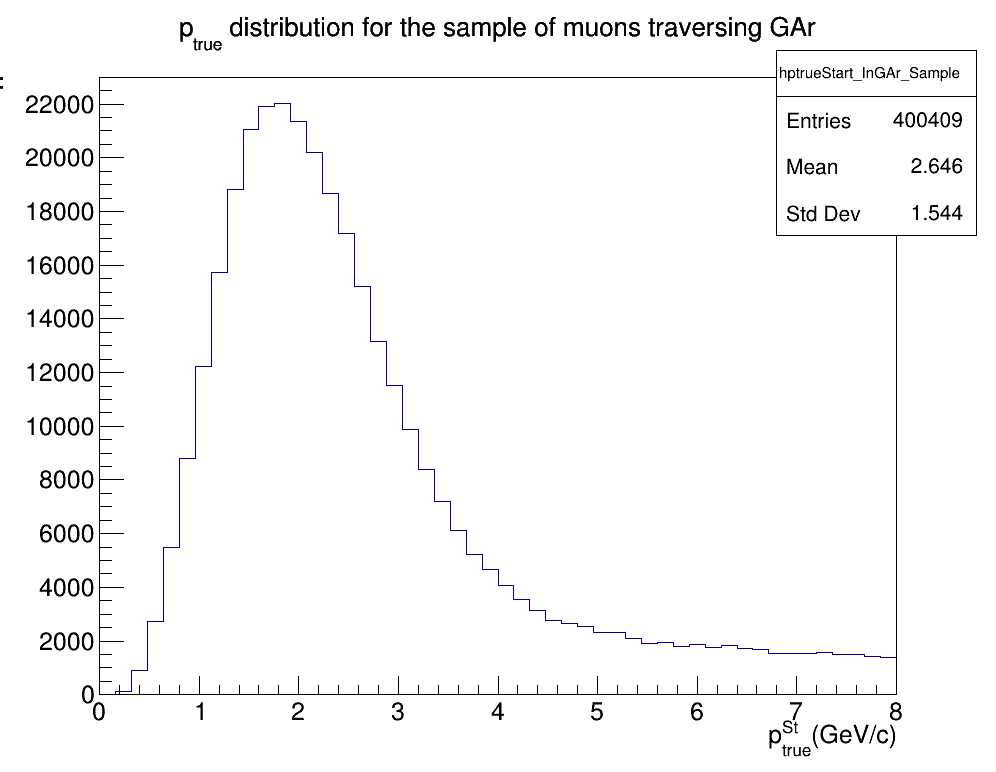 p_true distribution for the sample of muons traversing GAr
hptrueStart_InGAr_Sample
Entries 400409
Mean 2.646
Std Dev 1.544
22000
20000
18000
16000
14000
12000
10000
8000
6000
4000
2000
0
0 1 2 3 4 5 6 7 8
p^St_true (GeV/c)